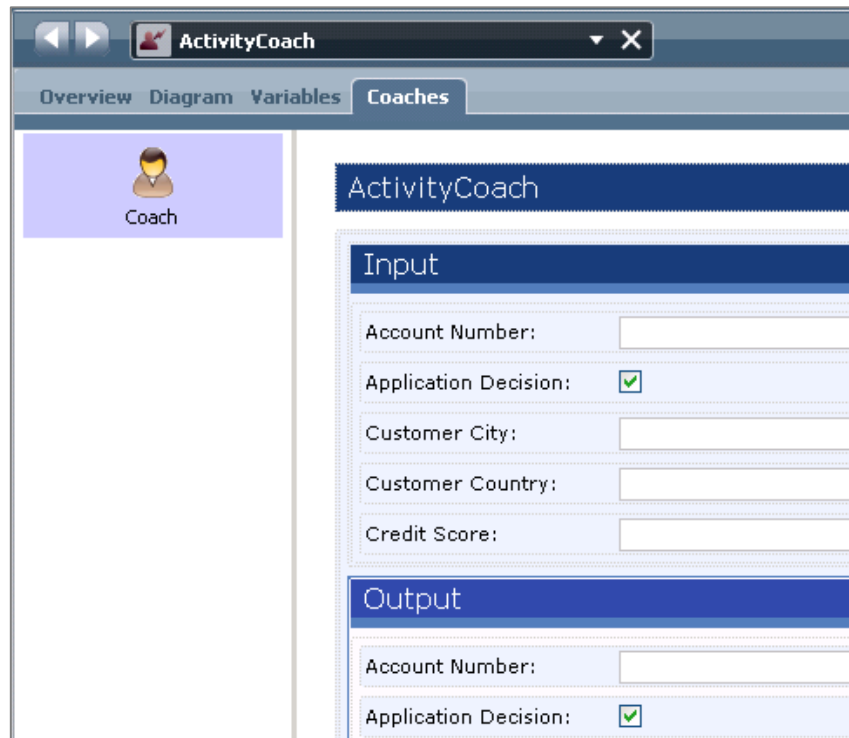 ActivityCoach
Overview Diagram Variables Coaches
Coach
ActivityCoach
Input
Account Number:
Application Decision:
Customer City:
Customer Country:
Credit Score:
Output
Account Number:
Application Decision: